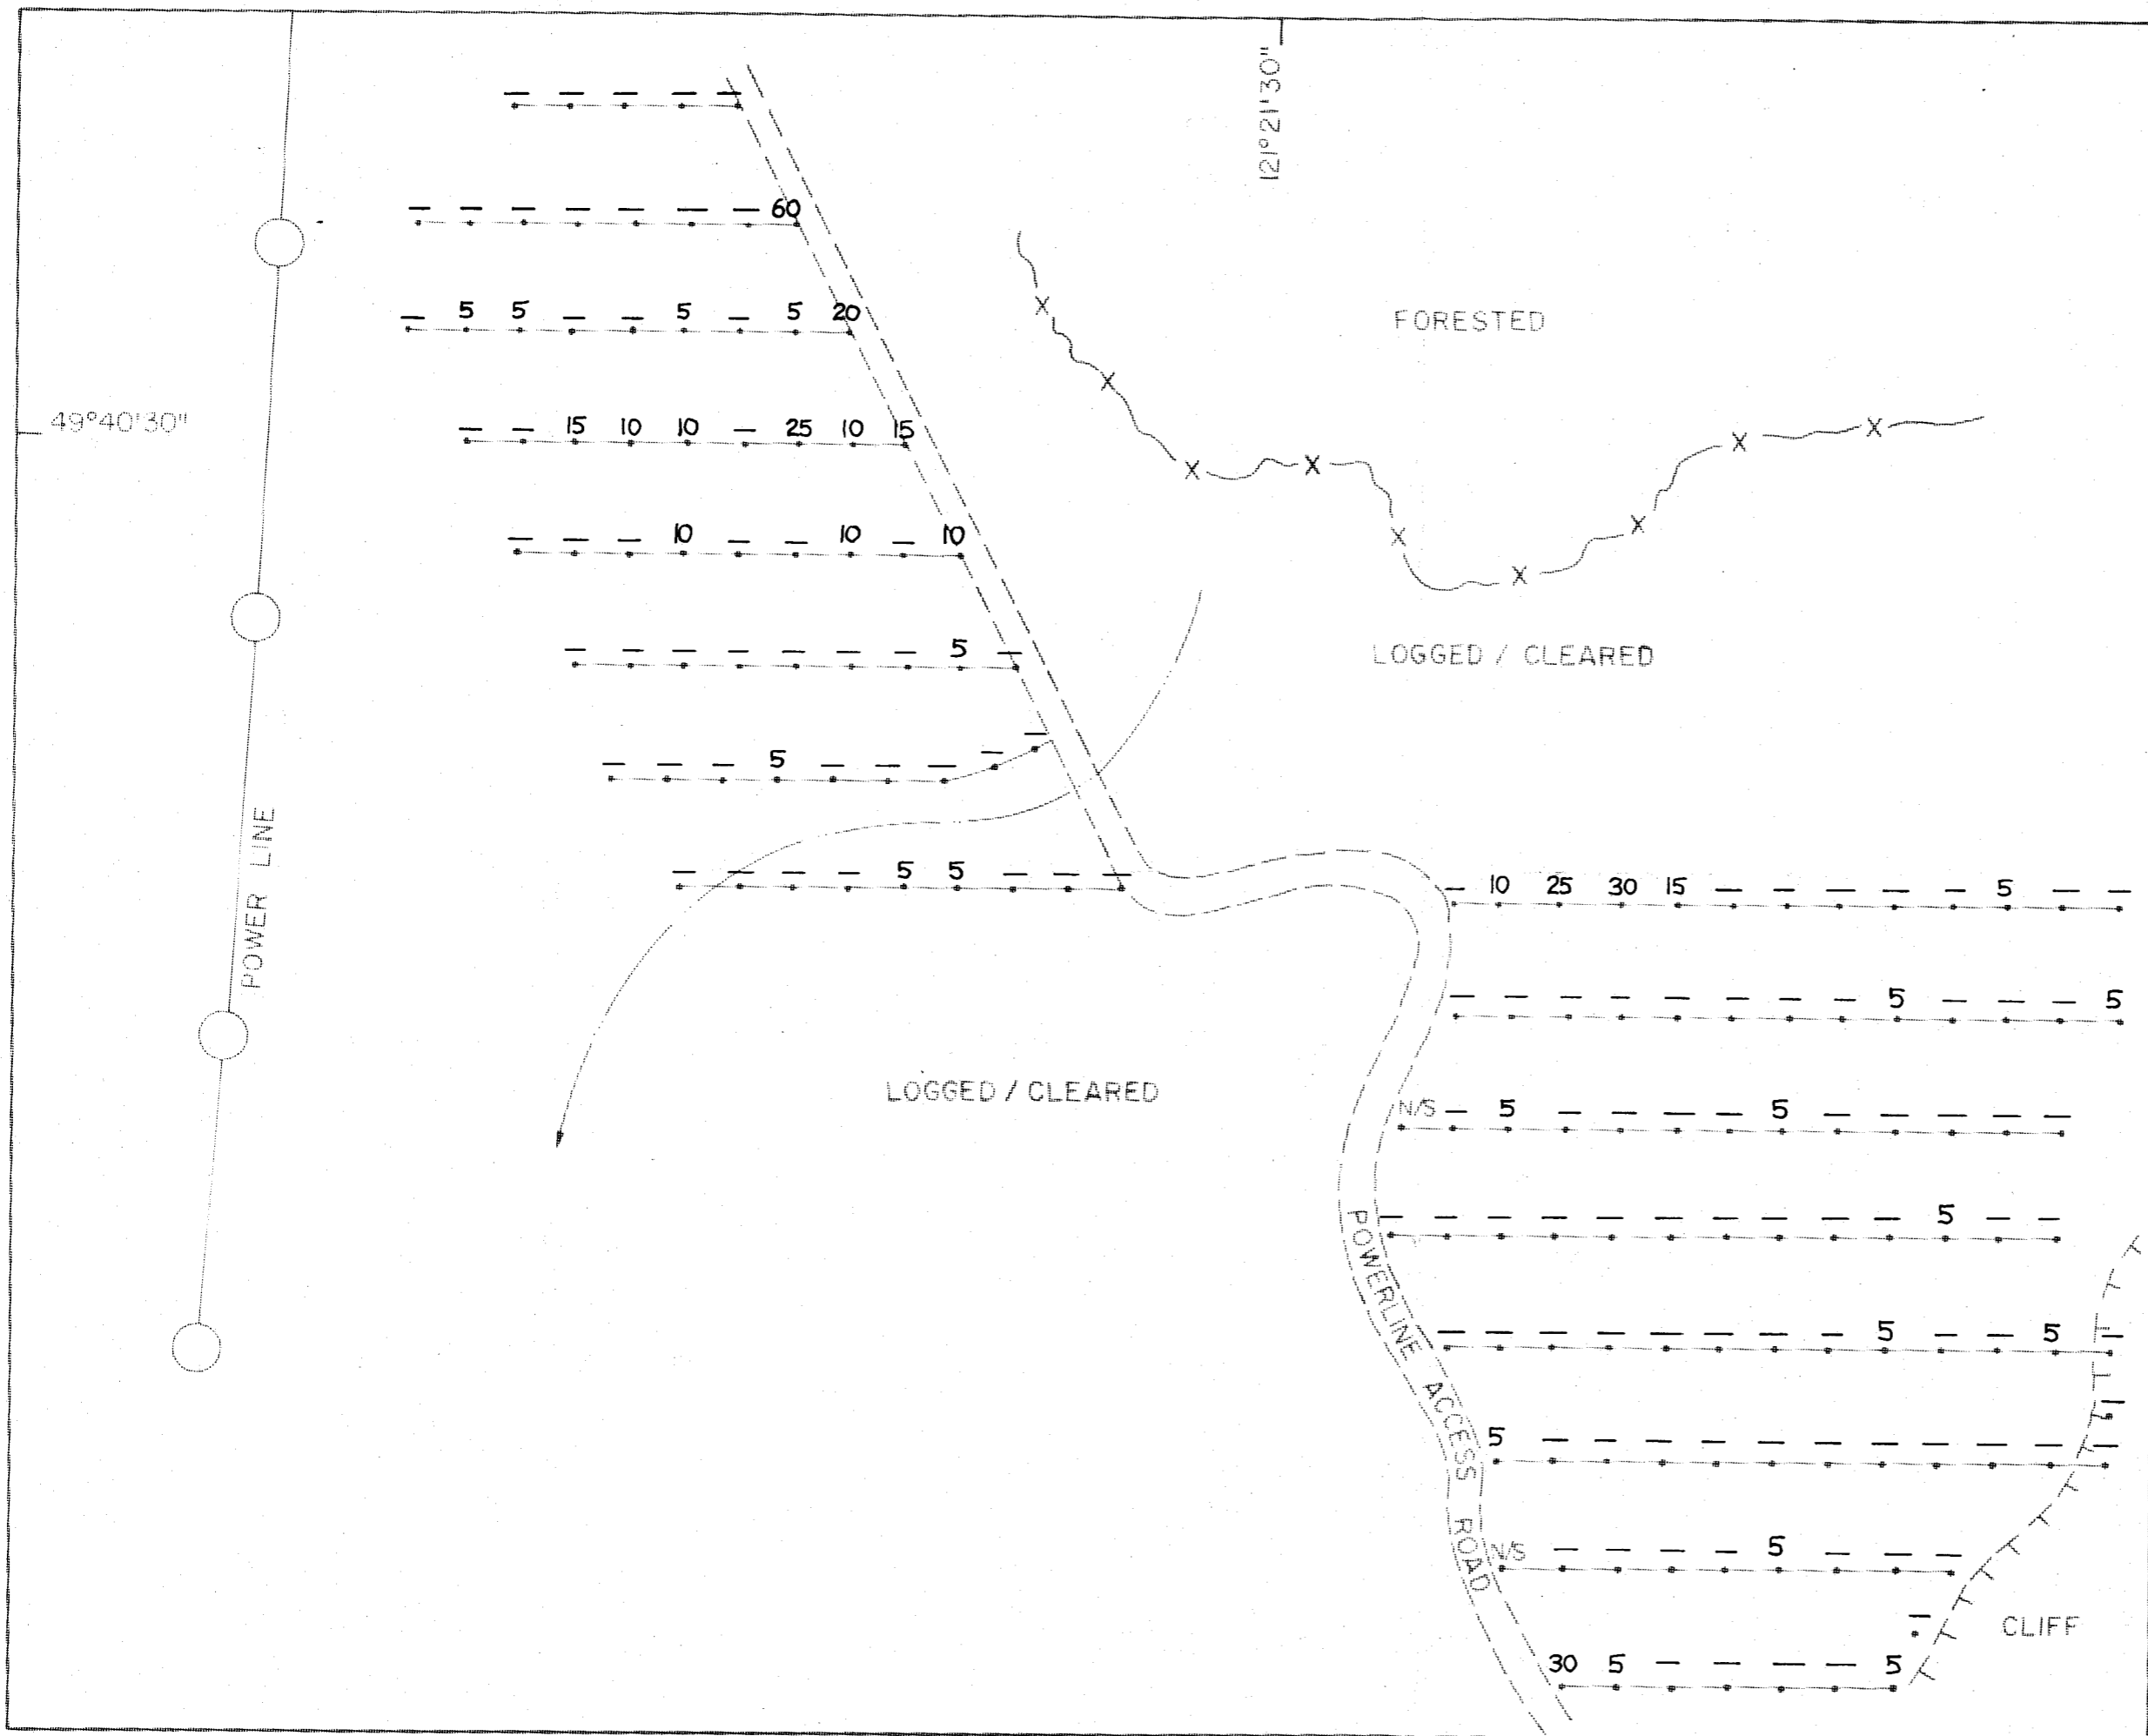 121°21'30"
— — — — —
— — — — — — — 60
FORESTED
— 5 5 — — 5 — 5 20
49°40'30"
— — 15 10 10 — 25 10 15
— — — 10 — — 10 — 10
— — — — — — — 5 —
LOGGED / CLEARED
— — — 5 — — — — —
POWER LINE
— — — — 5 5 — — —
— 10 25 30 15 — — — — — 5 — —
— — — — — — — — 5 — — — 5
LOGGED / CLEARED
N/S — 5 — — — — 5 — — — — —
— — — — — — — — — — 5 — —
POWERLINE ACCESS ROAD
— — — — — — — — 5 — — 5 —
—
5 — — — — — — — — — — —
N/S — — — — 5 — — —
—
CLIFF
30 5 — — — — 5